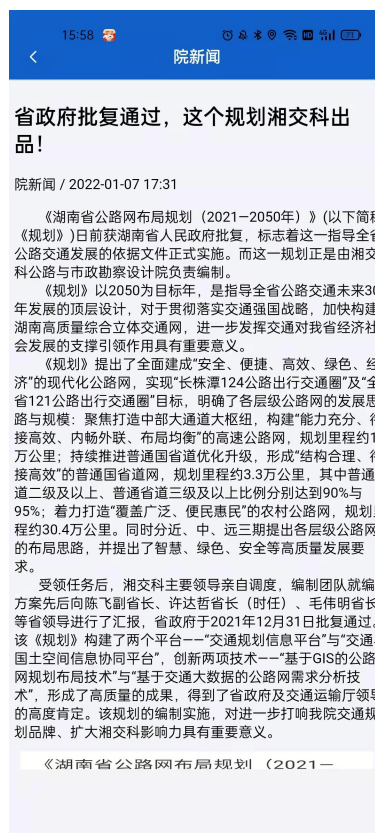 15:58
院新闻
省政府批复通过，这个规划湘交科出
品！
院新闻 / 2022-01-07 17:31
《湖南省公路网布局规划（2021—2050年）》(以下简
《规划》)日前获湖南省人民政府批复，标志着这一指导全
公路交通发展的依据文件正式实施。而这一规划正是由湘交
科公路与市政勘察设计院负责编制。
《规划》以2050为目标年，是指导全省公路交通未来30
年发展的顶层设计，对于贯彻落实交通强国战略，加快构建
湖南高质量综合立体交通网，进一步发挥交通对我省经济社
会发展的支撑引领作用具有重要意义。
《规划》提出了全面建成“安全、便捷、高效、绿色、经
济”的现代化公路网，实现“长株潭124公路出行交通圈”及“全
省121公路出行交通圈”目标，明确了各层级公路网的发展思
路与规模：聚焦打造中部大通道大枢纽，构建“能力充分、
接高效、内畅外联、布局均衡”的高速公路网，规划里程约1
万公里；持续推进普通国省道优化升级，形成“结构合理、
接高效”的普通国省道网，规划里程约3.3万公里，其中普通
道二级及以上、普通省道三级及以上比例分别达到90%与
95%；着力打造“覆盖广泛、便民惠民”的农村公路网，规划
程约30.4万公里。同时分近、中、远三期提出各层级公路网
的布局思路，并提出了智慧、绿色、安全等高质量发展要
求。
受领任务后，湘交科主要领导亲自调度，编制团队就编
方案先后向陈飞副省长、许达哲省长（时任）、毛伟明省长
等省领导进行了汇报，省政府于2021年12月31日批复通过。
该《规划》构建了两个平台——“交通规划信息平台”与“交通
国土空间信息协同平台”，创新两项技术——“基于GIS的公路
网规划布局技术”与“基于交通大数据的公路网需求分析技
术”，形成了高质量的成果，得到了省政府及交通运输厅领导
的高度肯定。该规划的编制实施，对进一步打响我院交通规
划品牌、扩大湘交科影响力具有重要意义。
《湖南省公路网布局规划（2021—